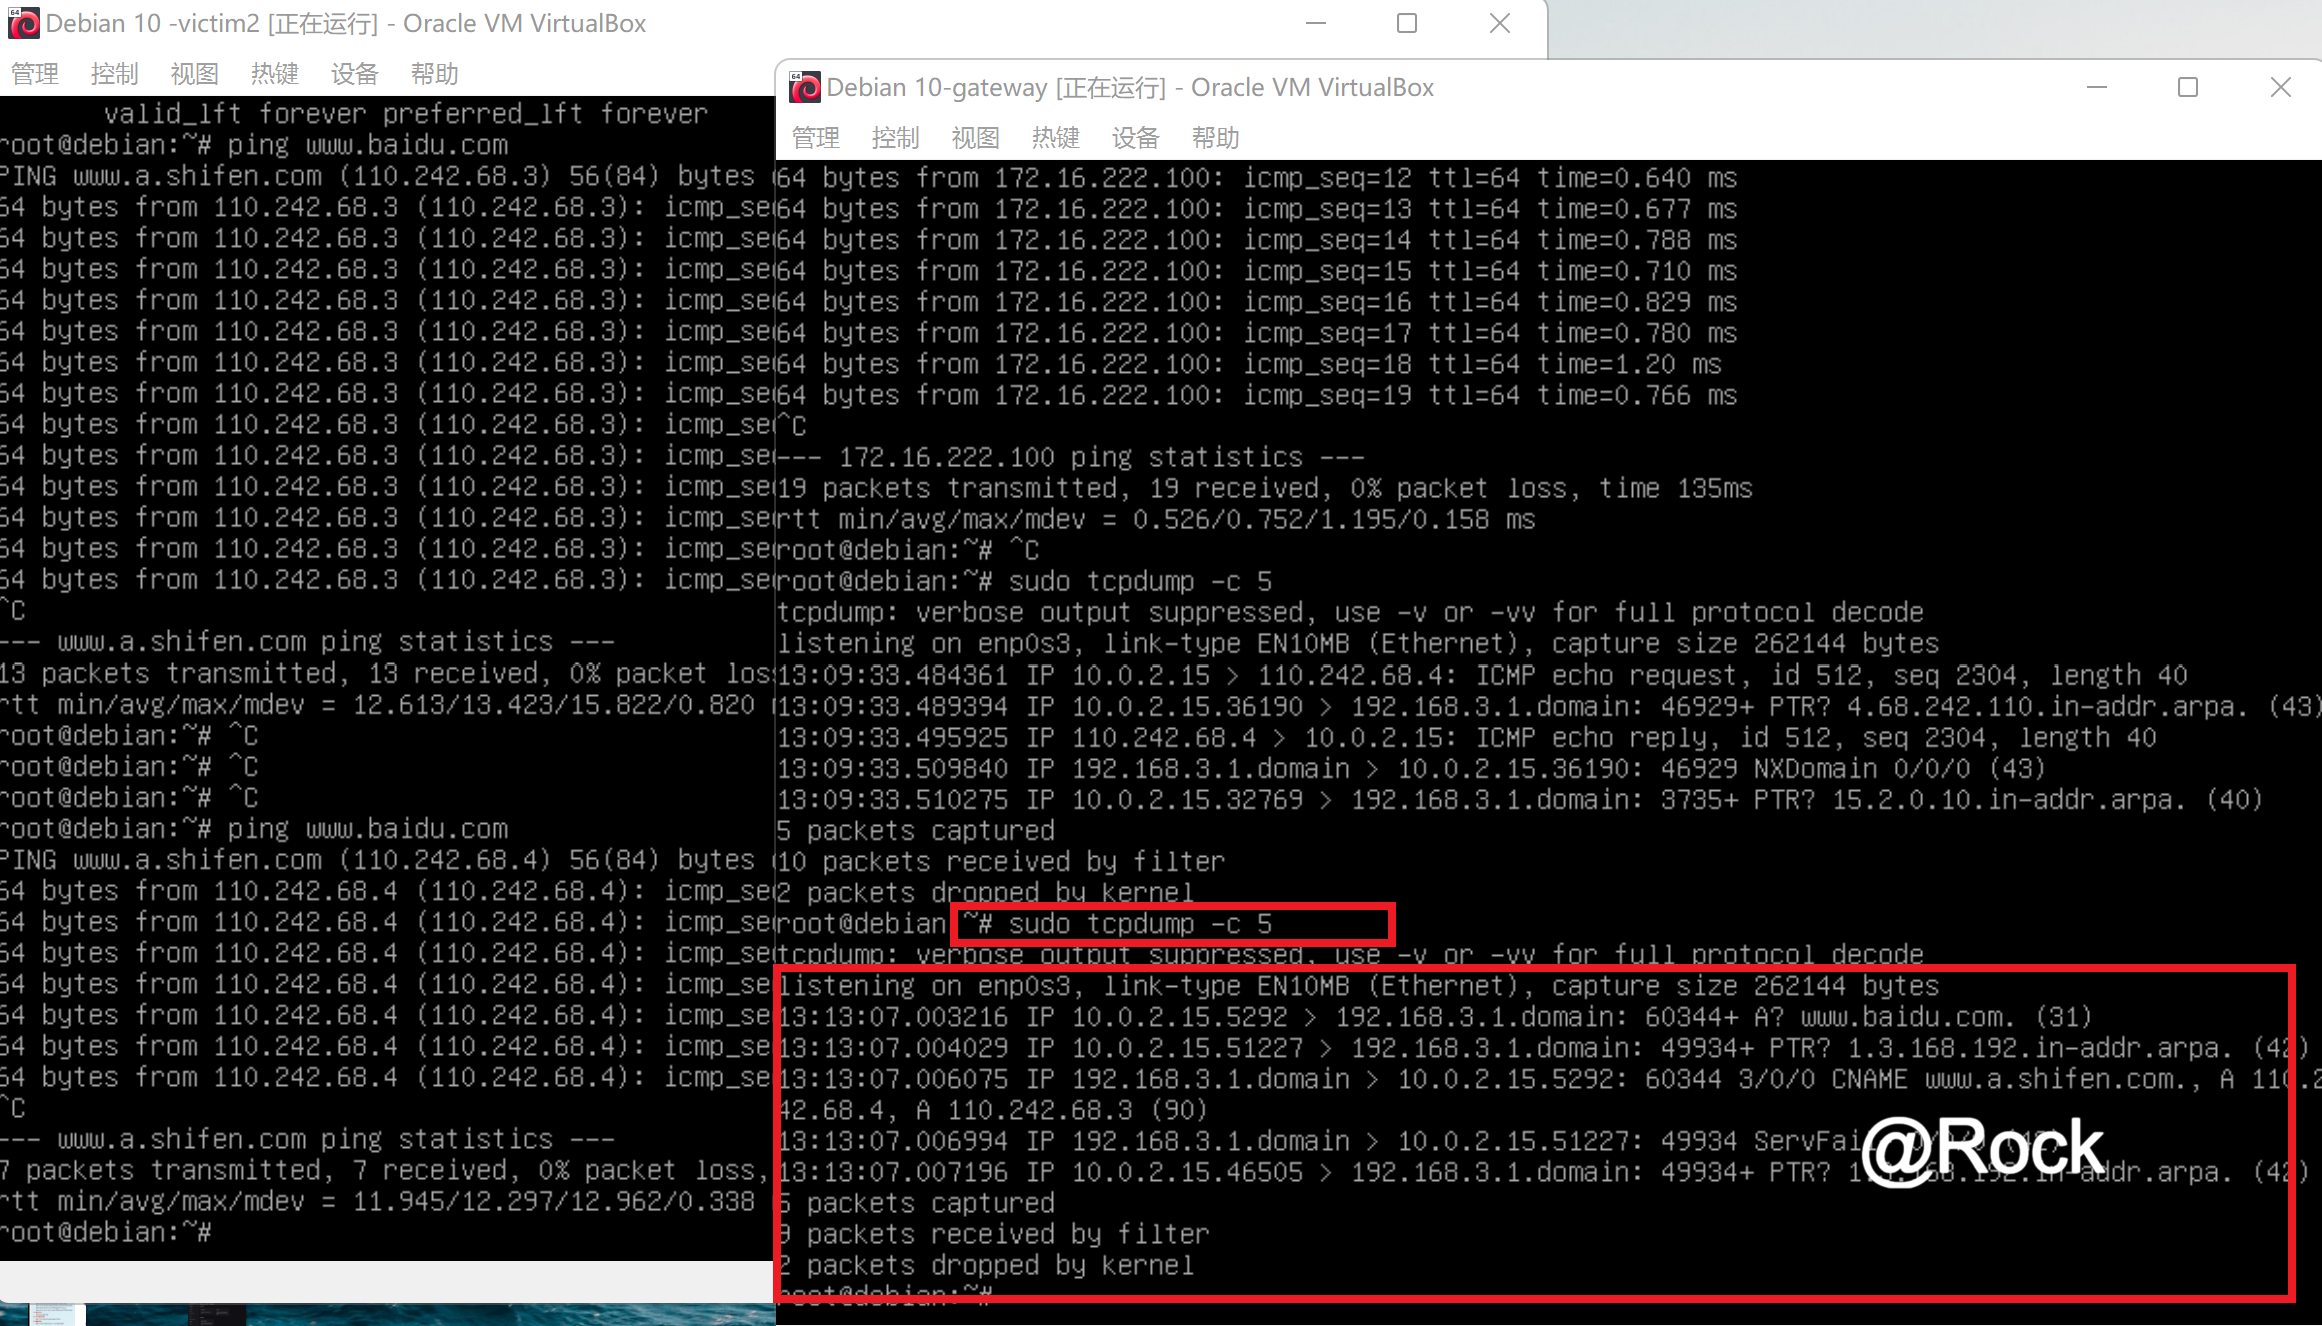 Debian 10 -victim2 [正在运行] - Oracle VM VirtualBox
管理 控制 视图 热键 设备 帮助
valid_lft forever preferred_lft forever
root@debian:~# ping www.baidu.com
PING www.a.shifen.com (110.242.68.3) 56(84) bytes
64 bytes from 110.242.68.3 (110.242.68.3): icmp_se
64 bytes from 110.242.68.3 (110.242.68.3): icmp_se
64 bytes from 110.242.68.3 (110.242.68.3): icmp_se
64 bytes from 110.242.68.3 (110.242.68.3): icmp_se
64 bytes from 110.242.68.3 (110.242.68.3): icmp_se
64 bytes from 110.242.68.3 (110.242.68.3): icmp_se
64 bytes from 110.242.68.3 (110.242.68.3): icmp_se
64 bytes from 110.242.68.3 (110.242.68.3): icmp_se
64 bytes from 110.242.68.3 (110.242.68.3): icmp_se
64 bytes from 110.242.68.3 (110.242.68.3): icmp_se
64 bytes from 110.242.68.3 (110.242.68.3): icmp_se
64 bytes from 110.242.68.3 (110.242.68.3): icmp_se
64 bytes from 110.242.68.3 (110.242.68.3): icmp_se
^C
--- www.a.shifen.com ping statistics ---
13 packets transmitted, 13 received, 0% packet los
rtt min/avg/max/mdev = 12.613/13.423/15.822/0.820
root@debian:~# ^C
root@debian:~# ^C
root@debian:~# ^C
root@debian:~# ping www.baidu.com
PING www.a.shifen.com (110.242.68.4) 56(84) bytes
64 bytes from 110.242.68.4 (110.242.68.4): icmp_se
64 bytes from 110.242.68.4 (110.242.68.4): icmp_se
64 bytes from 110.242.68.4 (110.242.68.4): icmp_se
64 bytes from 110.242.68.4 (110.242.68.4): icmp_se
64 bytes from 110.242.68.4 (110.242.68.4): icmp_se
64 bytes from 110.242.68.4 (110.242.68.4): icmp_se
64 bytes from 110.242.68.4 (110.242.68.4): icmp_se
^C
--- www.a.shifen.com ping statistics ---
7 packets transmitted, 7 received, 0% packet loss,
rtt min/avg/max/mdev = 11.945/12.297/12.962/0.338
root@debian:~#
Debian 10-gateway [正在运行] - Oracle VM VirtualBox
管理 控制 视图 热键 设备 帮助
64 bytes from 172.16.222.100: icmp_seq=12 ttl=64 time=0.640 ms
64 bytes from 172.16.222.100: icmp_seq=13 ttl=64 time=0.677 ms
64 bytes from 172.16.222.100: icmp_seq=14 ttl=64 time=0.788 ms
64 bytes from 172.16.222.100: icmp_seq=15 ttl=64 time=0.710 ms
64 bytes from 172.16.222.100: icmp_seq=16 ttl=64 time=0.829 ms
64 bytes from 172.16.222.100: icmp_seq=17 ttl=64 time=0.780 ms
64 bytes from 172.16.222.100: icmp_seq=18 ttl=64 time=1.20 ms
64 bytes from 172.16.222.100: icmp_seq=19 ttl=64 time=0.766 ms
^C
--- 172.16.222.100 ping statistics ---
19 packets transmitted, 19 received, 0% packet loss, time 135ms
rtt min/avg/max/mdev = 0.526/0.752/1.195/0.158 ms
root@debian:~# ^C
root@debian:~# sudo tcpdump -c 5
tcpdump: verbose output suppressed, use -v or -vv for full protocol decode
listening on enp0s3, link-type EN10MB (Ethernet), capture size 262144 bytes
13:09:33.484361 IP 10.0.2.15 > 110.242.68.4: ICMP echo request, id 512, seq 2304, length 40
13:09:33.489394 IP 10.0.2.15.36190 > 192.168.3.1.domain: 46929+ PTR? 4.68.242.110.in-addr.arpa. (43)
13:09:33.495925 IP 110.242.68.4 > 10.0.2.15: ICMP echo reply, id 512, seq 2304, length 40
13:09:33.509840 IP 192.168.3.1.domain > 10.0.2.15.36190: 46929 NXDomain 0/0/0 (43)
13:09:33.510275 IP 10.0.2.15.32769 > 192.168.3.1.domain: 3735+ PTR? 15.2.0.10.in-addr.arpa. (40)
5 packets captured
10 packets received by filter
2 packets dropped by kernel
root@debian ~# sudo tcpdump -c 5
tcpdump: verbose output suppressed, use -v or -vv for full protocol decode
listening on enp0s3, link-type EN10MB (Ethernet), capture size 262144 bytes
13:13:07.003216 IP 10.0.2.15.5292 > 192.168.3.1.domain: 60344+ A? www.baidu.com. (31)
13:13:07.004029 IP 10.0.2.15.51227 > 192.168.3.1.domain: 49934+ PTR? 1.3.168.192.in-addr.arpa. (42)
13:13:07.006075 IP 192.168.3.1.domain > 10.0.2.15.5292: 60344 3/0/0 CNAME www.a.shifen.com., A 110.2
42.68.4, A 110.242.68.3 (90)
13:13:07.006994 IP 192.168.3.1.domain > 10.0.2.15.51227: 49934 ServFai
13:13:07.007196 IP 10.0.2.15.46505 > 192.168.3.1.domain: 49934+ PTR? 1.3.168.192.in-addr.arpa. (42)
5 packets captured
9 packets received by filter
2 packets dropped by kernel
root@debian:~#
@Rock